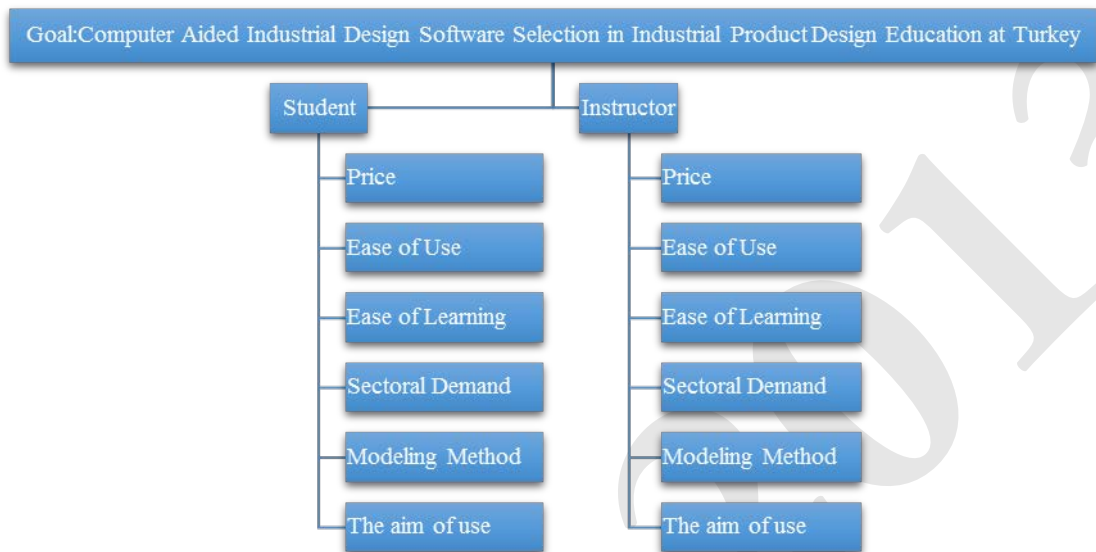 Goal:Computer Aided Industrial Design Software Selection in Industrial Product Design Education at Turkey
Student
Instructor
Price
Ease of Use
Ease of Learning
Sectoral Demand
Modeling Method
The aim of use
Price
Ease of Use
Ease of Learning
Sectoral Demand
Modeling Method
The aim of use
2013